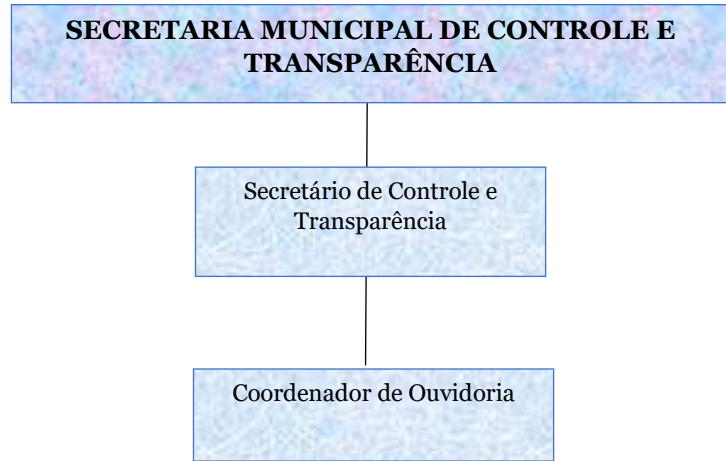 SECRETARIA MUNICIPAL DE CONTROLE E
TRANSPARÊNCIA
Secretário de Controle e
Transparência
Coordenador de Ouvidoria